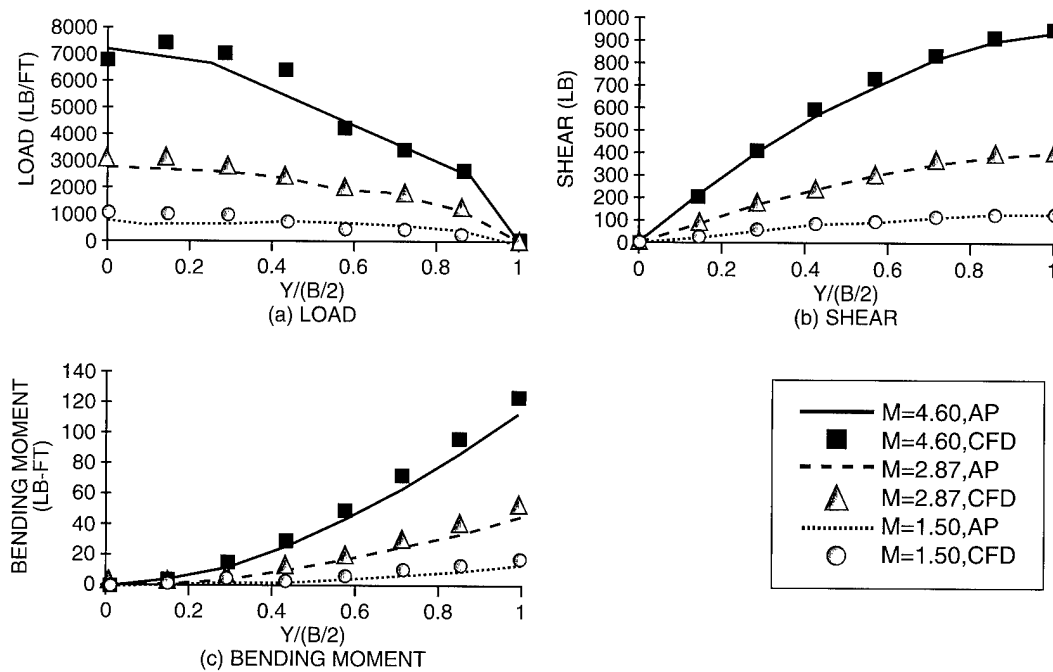 LOAD (LB/FT)
8000
7000
6000
5000
4000
3000
2000
1000
0
0
0.2
0.4
0.6
0.8
1
Y/(B/2)
(a) LOAD
SHEAR (LB)
1000
900
800
700
600
500
400
300
200
100
0
0
0.2
0.4
0.6
0.8
1
Y/(B/2)
(b) SHEAR
BENDING MOMENT
(LB-FT)
140
120
100
80
60
40
20
0
0
0.2
0.4
0.6
0.8
1
Y/(B/2)
(c) BENDING MOMENT
M=4.60,AP
M=4.60,CFD
M=2.87,AP
M=2.87,CFD
M=1.50,AP
M=1.50,CFD